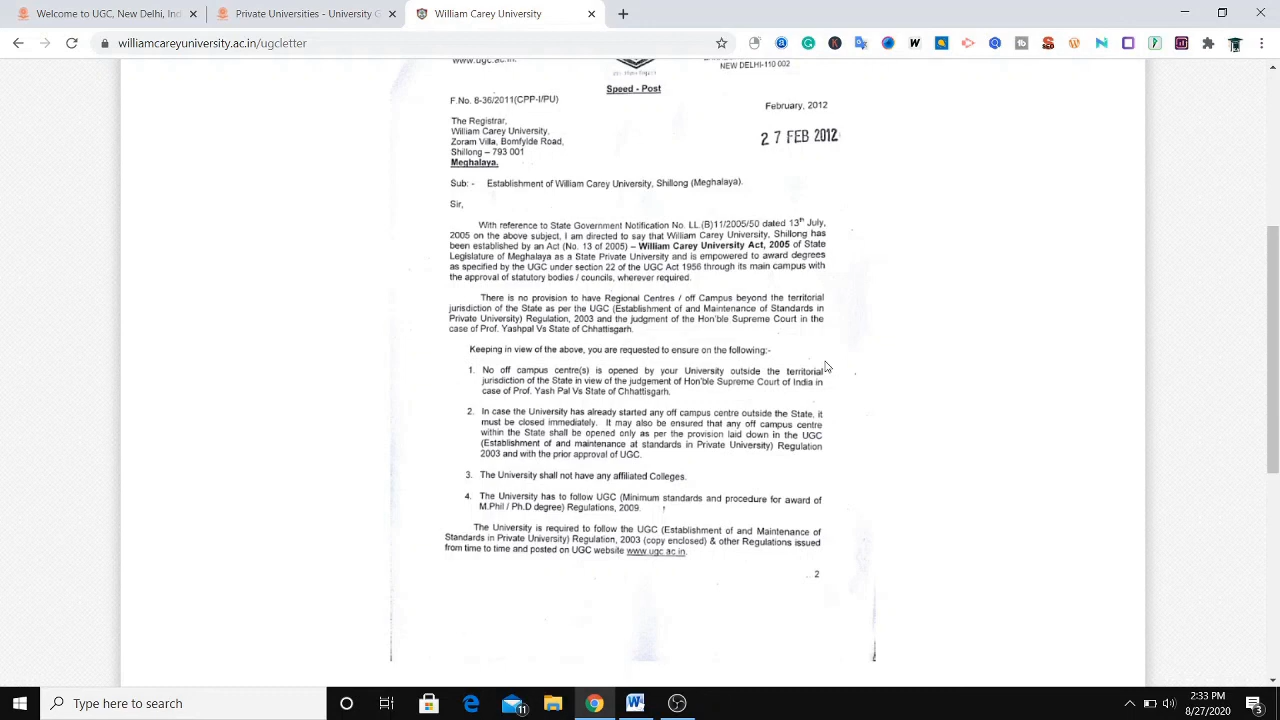 Welcome to UGC, New Delhi, Ind
Private Universities - University G
William
williamcareyuniversity.ac.in/ugcletter
www.ugc.ac.in.
NEW DELHI-110 002
Speed - Post
F.No. 8-36/2011(CPP-I/PU)
February, 2012
27 FEB 2012
The Registrar,
William Carey University,
Zoram Villa, Bomfylde Road,
Shillong – 793 001
Meghalaya.
Sub: - Establishment of William Carey University, Shillong (Meghalaya).
Sir,
With reference to State Government Notification No. LL.(B)11/2005/50 dated 13th July,
2005 on the above subject, I am directed to say that William Carey University, Shillong has
been established by an Act (No. 13 of 2005) – William Carey University Act, 2005 of State
Legislature of Meghalaya as a State Private University and is empowered to award degrees
as specified by the UGC under section 22 of the UGC Act 1956 through its main campus with
the approval of statutory bodies / councils, wherever required.
There is no provision to have Regional Centres / off Campus beyond the territorial
jurisdiction of the State as per the UGC (Establishment of and Maintenance of Standards in
Private University) Regulation, 2003 and the judgment of the Hon'ble Supreme Court in the
case of Prof. Yashpal Vs State of Chhattisgarh.
Keeping in view of the above, you are requested to ensure on the following:-
1. No off campus centre(s) is opened by your University outside the territorial
jurisdiction of the State in view of the judgement of Hon'ble Supreme Court of India in
case of Prof. Yash Pal Vs State of Chhattisgarh.
2. In case the University has already started any off campus centre outside the State, it
must be closed immediately. It may also be ensured that any off campus centre
within the State shall be opened only as per the provision laid down in the UGC
(Establishment of and maintenance at standards in Private University) Regulation
2003 and with the prior approval of UGC.
3. The University shall not have any affiliated Colleges.
4. The University has to follow UGC (Minimum standards and procedure for award of
M.Phil / Ph.D degree) Regulations, 2009.
The University is required to follow the UGC (Establishment of and Maintenance of
Standards in Private University) Regulation, 2003 (copy enclosed) & other Regulations issued
from time to time and posted on UGC website www.ugc.ac.in.
2
Type here to search
11
2:33 PM
8/27/2020
3